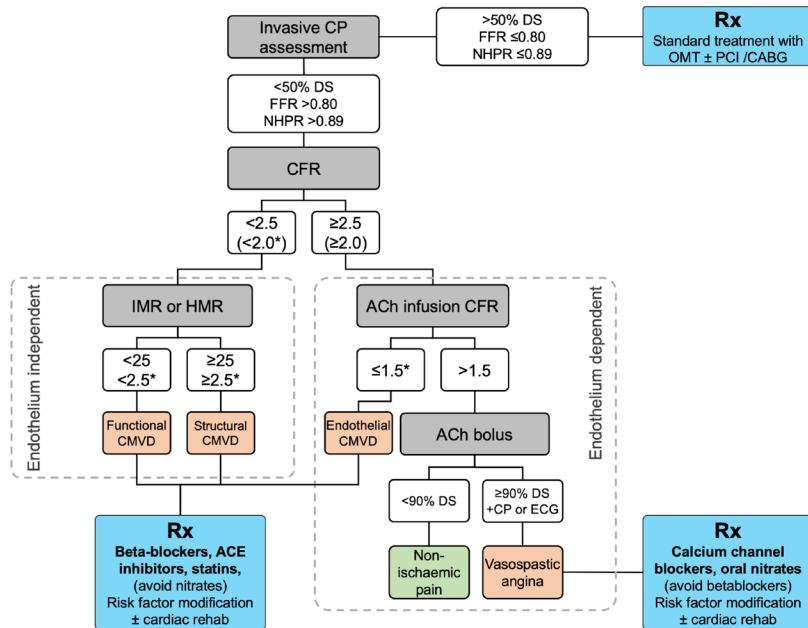 Invasive CP
assessment
>50% DS
FFR ≤0.80
NHPR ≤0.89
Rx
Standard treatment with
OMT ± PCI /CABG
<50% DS
FFR >0.80
NHPR >0.89
CFR
<2.5
(<2.0*)
≥2.5
(≥2.0)
Endothelium independent
IMR or HMR
<25
<2.5*
≥25
≥2.5*
Functional
CMVD
Structural
CMVD
ACh infusion CFR
Endothelium dependent
≤1.5*
>1.5
Endothelial
CMVD
ACh bolus
<90% DS
≥90% DS
+CP or ECG
Non-
ischaemic
pain
Vasospastic
angina
Rx
Beta-blockers, ACE
inhibitors, statins,
(avoid nitrates)
Risk factor modification
± cardiac rehab
Rx
Calcium channel
blockers, oral nitrates
(avoid betablockers)
Risk factor modification
± cardiac rehab